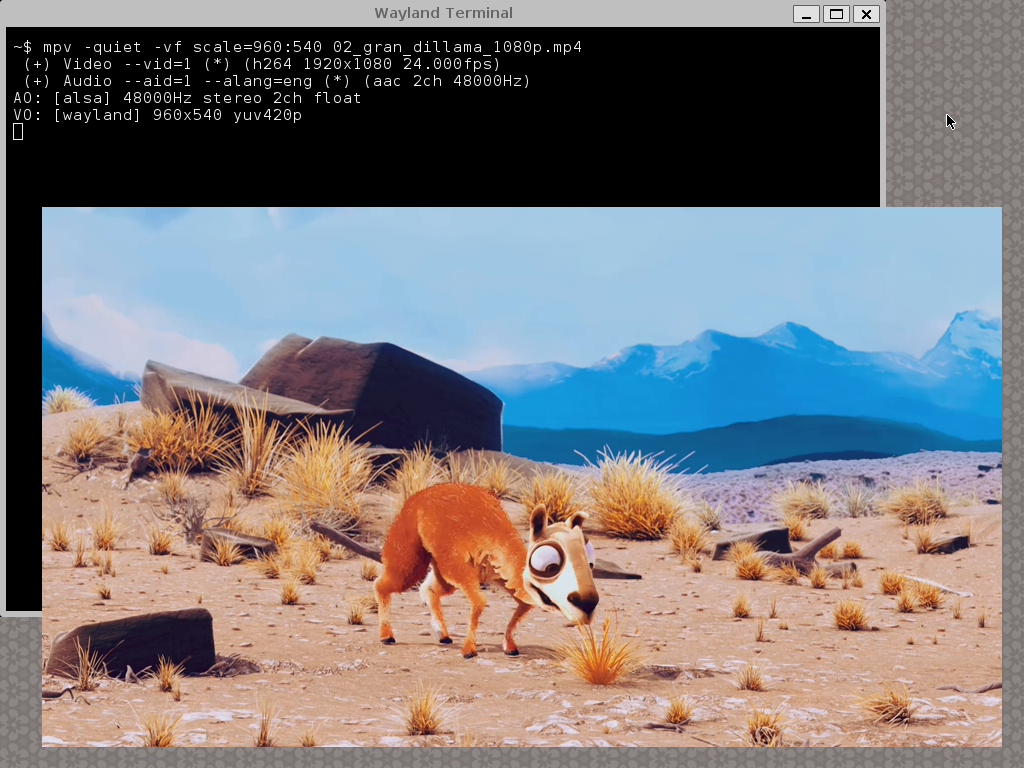 Wayland Terminal
~$ mpv -quiet -vf scale=960:540 02_gran_dillama_1080p.mp4
(+) Video --vid=1 (*) (h264 1920x1080 24.000fps)
(+) Audio --aid=1 --alang=eng (*) (aac 2ch 48000Hz)
AO: [alsa] 48000Hz stereo 2ch float
VO: [wayland] 960x540 yuv420p